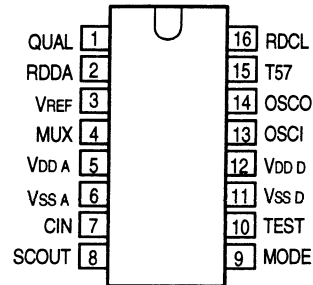 QUAL 1 16 RDCL
RDDA 2 15 T57
VREF 3 14 OSCO
MUX 4 13 OSCI
VDD A 5 12 VDD D
VSS A 6 11 VSS D
CIN 7 10 TEST
SCOUT 8 9 MODE